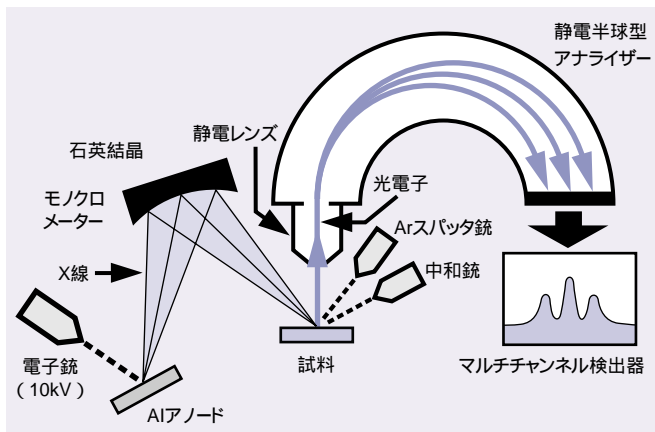 静電半球型
アナライザー
静電レンズ
石英結晶
光電子
モノクロ
メーター
Arスパッタ銃
中和銃
X線
電子銃
（10kV）
試料
マルチチャンネル検出器
AIアノード